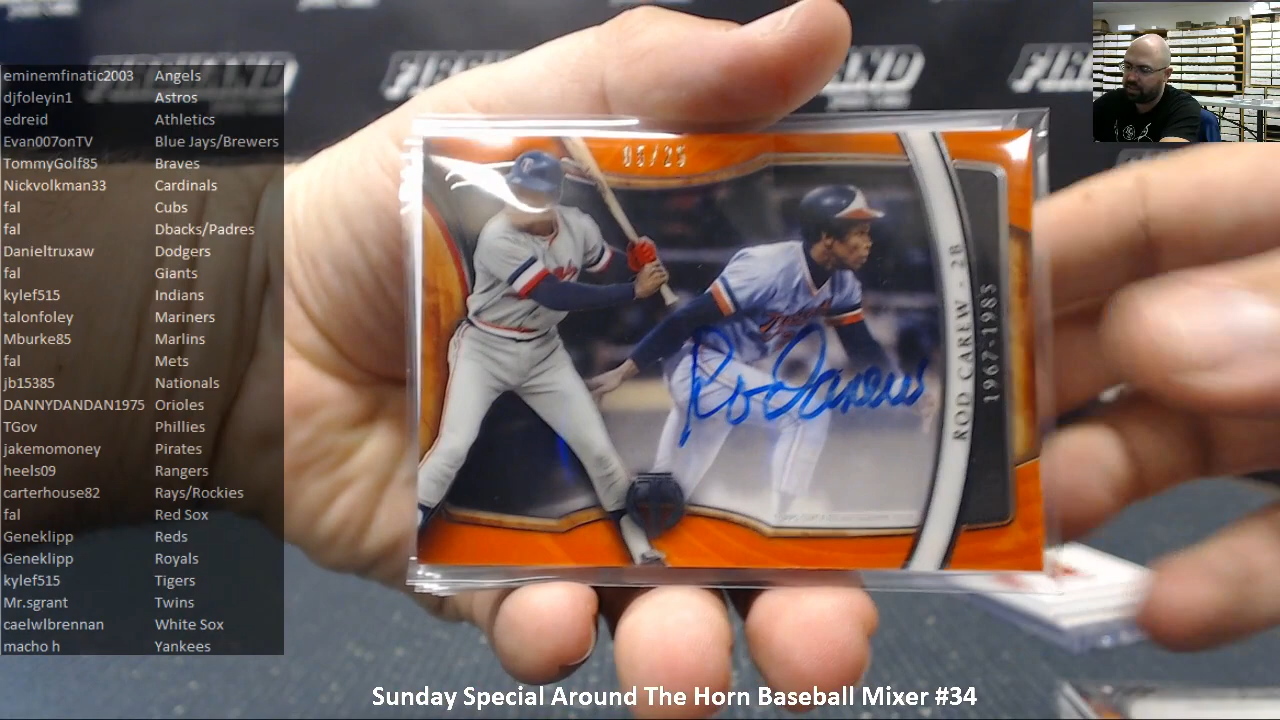 eminemfinatic2003 Angels
djfoleyin1 Astros
edreid Athletics
Evan007onTV Blue Jays/Brewers
TommyGolf85 Braves
Nickvolkman33 Cardinals
fal Cubs
fal Dbacks/Padres
Danieltruxaw Dodgers
fal Giants
kylef515 Indians
talonfoley Mariners
Mburke85 Marlins
fal Mets
jb15385 Nationals
DANNYDANDAN1975 Orioles
TGov Phillies
jakemomoney Pirates
heels09 Rangers
carterhouse82 Rays/Rockies
fal Red Sox
Geneklipp Reds
Geneklipp Royals
kylef515 Tigers
Mr.sgrant Twins
caelwlbrennan White Sox
macho h Yankees
05/25
Rod Carew
ROD CAREW - 2B
1967-1985
Sunday Special Around The Horn Baseball Mixer #34